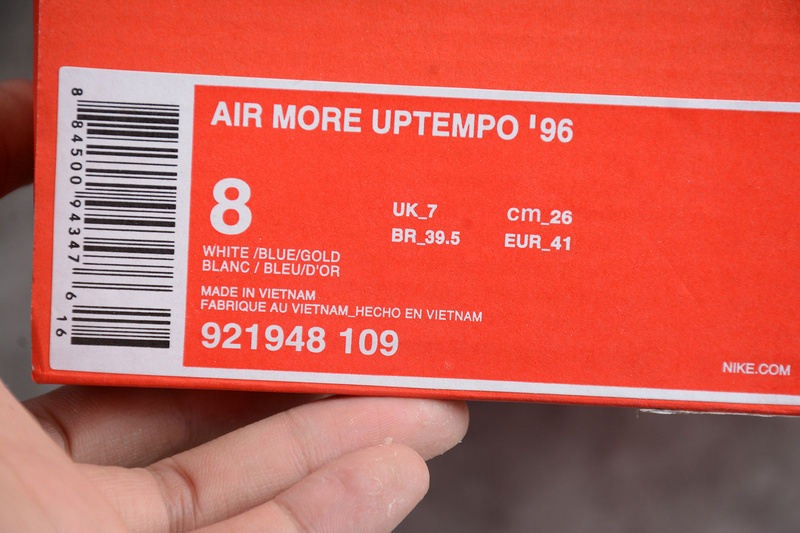 AIR MORE UPTEMPO '96
8
UK_7 cm_26
BR_39.5 EUR_41
WHITE /BLUE/GOLD
BLANC / BLEU/D'OR
MADE IN VIETNAM
FABRIQUE AU VIETNAM_HECHO EN VIETNAM
921948 109
NIKE.COM
8 84500 94347 6 16